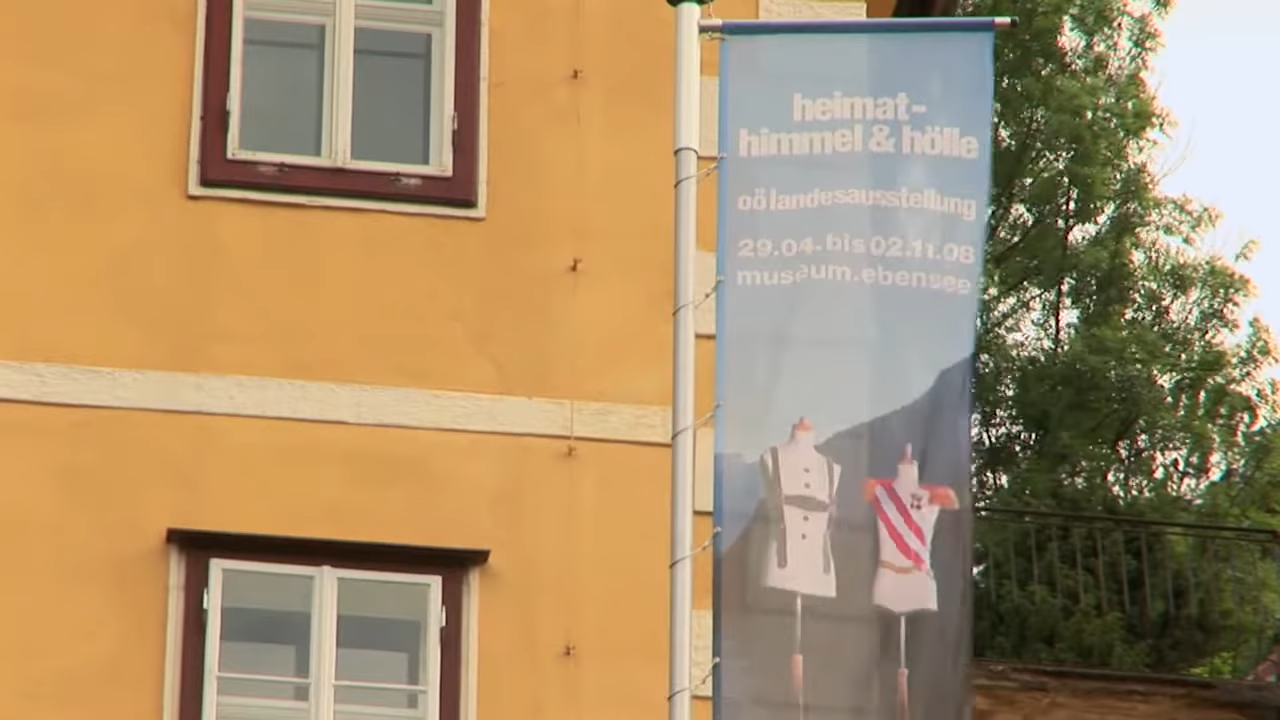 heimat-
himmel & hölle
oö landesausstellung
29.04. bis 02.11.08
museum.ebensee